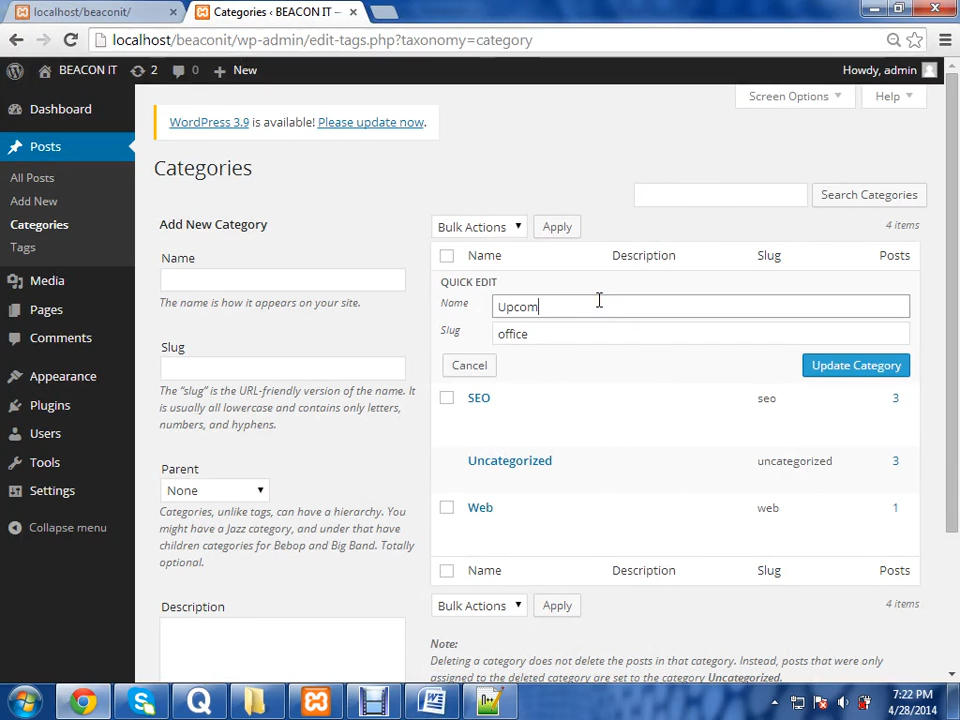 localhost/beaconit/
Categories ‹ BEACON IT —
localhost/beaconit/wp-admin/edit-tags.php?taxonomy=category
BEACON IT
2
0
New
Howdy, admin
Dashboard
Posts
All Posts
Add New
Categories
Tags
Media
Pages
Comments
Appearance
Plugins
Users
Tools
Settings
Collapse menu
Screen Options
Help
WordPress 3.9 is available! Please update now.
Categories
Search Categories
Add New Category
Name
The name is how it appears on your site.
Slug
The “slug” is the URL-friendly version of the name. It
is usually all lowercase and contains only letters,
numbers, and hyphens.
Parent
None
Categories, unlike tags, can have a hierarchy. You
might have a Jazz category, and under that have
children categories for Bebop and Big Band. Totally
optional.
Description
Bulk Actions
Apply
4 items
Name
Description
Slug
Posts
QUICK EDIT
Name
Upcom
Slug
office
Cancel
Update Category
SEO
seo
3
Uncategorized
uncategorized
3
Web
web
1
Name
Description
Slug
Posts
Bulk Actions
Apply
4 items
Note:
Deleting a category does not delete the posts in that category. Instead, posts that were only
assigned to the deleted category are set to the category Uncategorized.
7:22 PM
4/28/2014